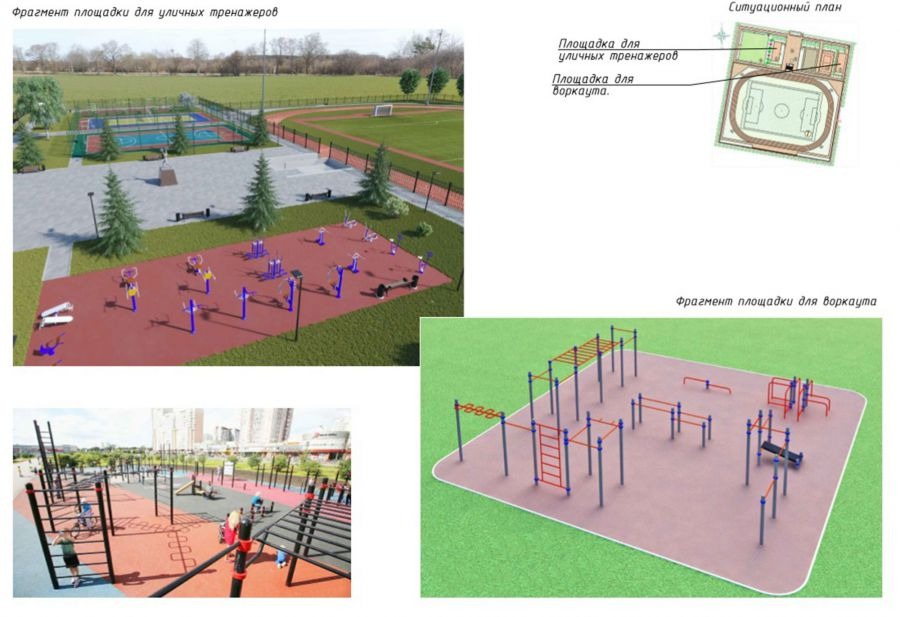 Фрагмент площадки для уличных тренажеров
Ситуационный план
Площадка для
уличных тренажеров
Площадка для
воркаута.
Фрагмент площадки для воркаута